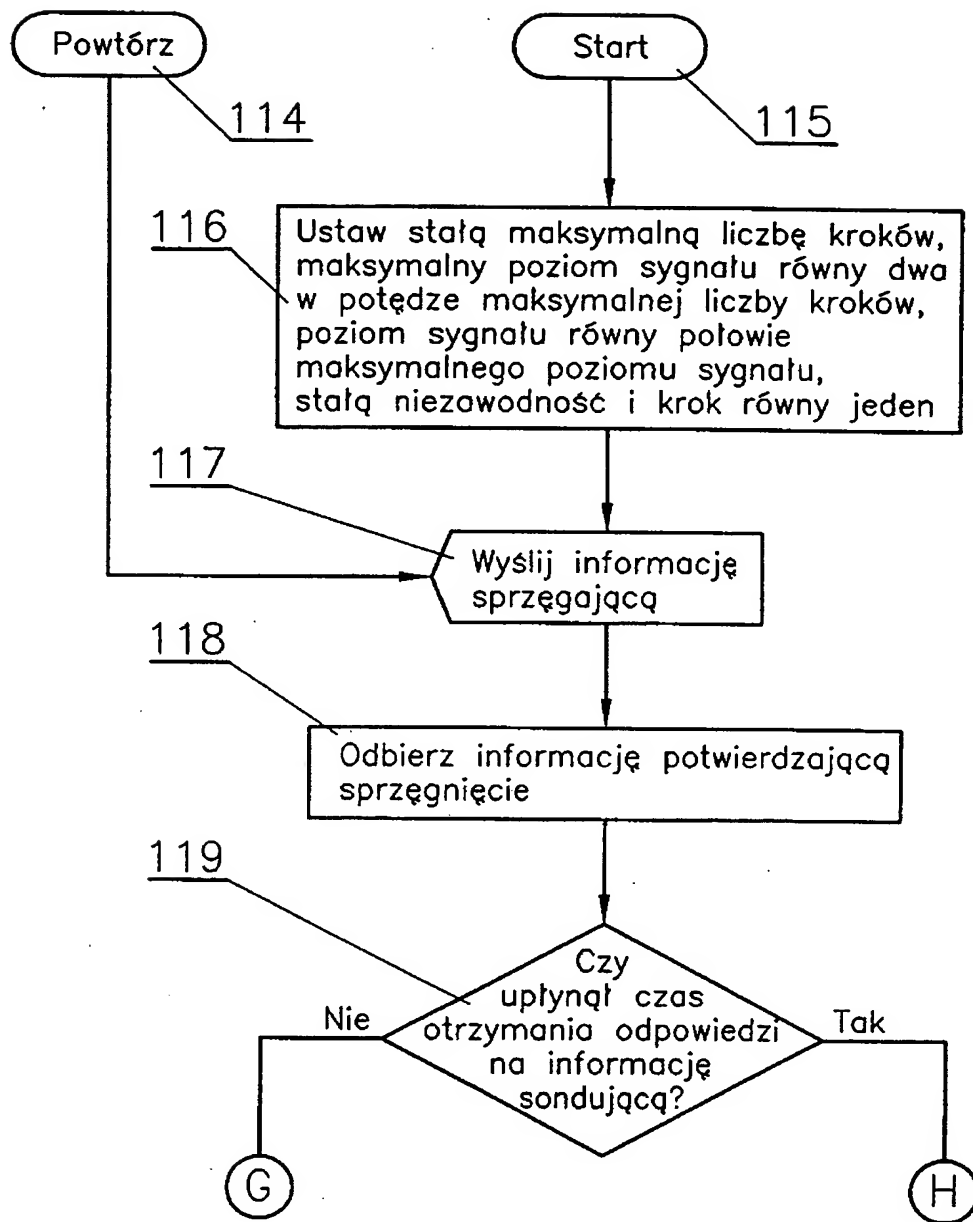 Powtórz
Start
114
115
116
Ustaw stałą maksymalną liczbę kroków,
maksymalny poziom sygnału równy dwa
w potędze maksymalnej liczby kroków,
poziom sygnału równy połowie
maksymalnego poziomu sygnału,
stałą niezawodność i krok równy jeden
117
Wyślij informację
sprzęgającą
118
Odbierz informację potwierdzającą
sprzęgnięcie
119
Czy
upłynął czas
otrzymania odpowiedzi
na informację
sondującą?
Nie
Tak
G
H